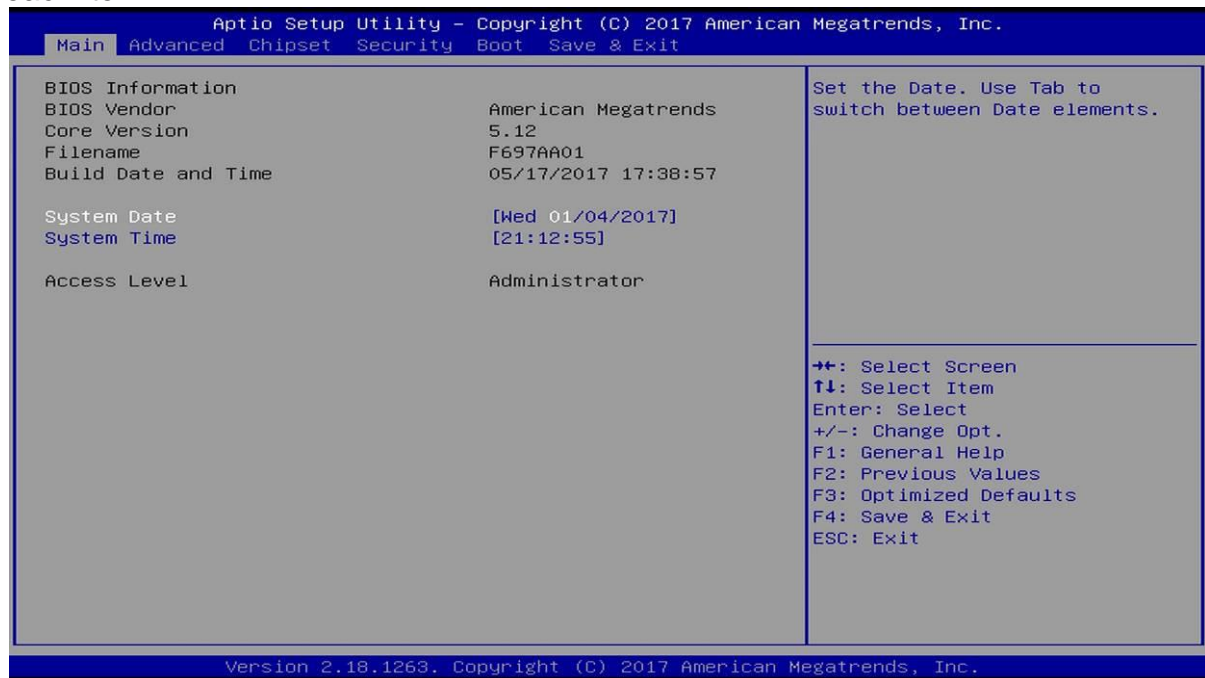 Aptio Setup Utility – Copyright (C) 2017 American Megatrends, Inc.
Main Advanced Chipset Security Boot Save & Exit
BIOS Information
BIOS Vendor American Megatrends
Core Version 5.12
Filename F697AA01
Build Date and Time 05/17/2017 17:38:57
System Date [Wed 01/04/2017]
System Time [21:12:55]
Access Level Administrator
Set the Date. Use Tab to
switch between Date elements.
→←: Select Screen
↑↓: Select Item
Enter: Select
+/-: Change Opt.
F1: General Help
F2: Previous Values
F3: Optimized Defaults
F4: Save & Exit
ESC: Exit
Version 2.18.1263. Copyright (C) 2017 American Megatrends, Inc.